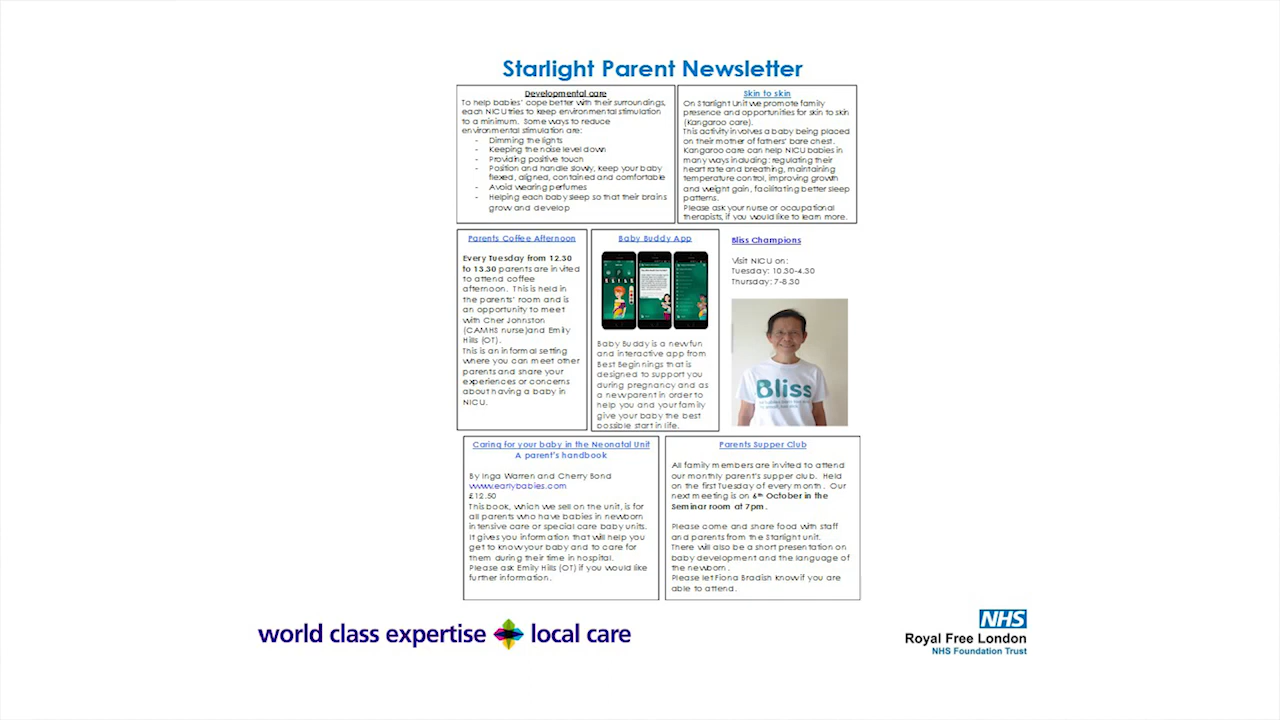 Starlight Parent Newsletter
Developmental care
To help babies' cope better with their surroundings,
each NICU tries to keep environmental stimulation
to a minimum. Some ways to reduce
environmental stimulation are:
- Dimming the lights
- Keeping the noise level down
- Providing positive touch
- Position and handle slowly, keep your baby
flexed, aligned, contained and comfortable
- Avoid wearing perfumes
- Helping each baby sleep so that their brains
grow and develop
Skin to skin
On Starlight Unit we promote family
presence and opportunities for skin to skin
(Kangaroo care).
This activity involves a baby being placed
on their mother of fathers' bare chest.
Kangaroo care can help NICU babies in
many ways including: regulating their
heart rate and breathing, maintaining
temperature control, improving growth
and weight gain, facilitating better sleep
patterns.
Please ask your nurse or occupational
therapists, if you would like to learn more.
Parents Coffee Afternoon
Every Tuesday from 12.30
to 13.30 parents are invited
to attend coffee
afternoon. This is held in
the parents' room and is
an opportunity to meet
with Cher Johnston
(CAMHS nurse)and Emily
Hills (OT).
This is an informal setting
where you can meet other
parents and share your
experiences or concerns
about having a baby in
NICU.
Baby Buddy App
Baby Buddy is a new fun
and interactive app from
Best Beginnings that is
designed to support you
during pregnancy and as
a new parent in order to
help you and your family
give your baby the best
possible start in life.
Bliss Champions
Visit NICU on:
Tuesday: 10.30-4.30
Thursday: 7-8.30
Bliss
Caring for your baby in the Neonatal Unit
A parent's handbook
By Inga Warren and Cherry Bond
www.earlybabies.com
£12.50
This book, which we sell on the unit, is for
all parents who have babies in newborn
intensive care or special care baby units.
It gives you information that will help you
get to know your baby and to care for
them during their time in hospital.
Please ask Emily Hills (OT) if you would like
further information.
Parents Supper Club
All family members are invited to attend
our monthly parent's supper club. Held
on the first Tuesday of every month. Our
next meeting is on 6th October in the
Seminar room at 7pm.
Please come and share food with staff
and parents from the Starlight unit.
There will also be a short presentation on
baby development and the language of
the newborn.
Please let Fiona Bradish know if you are
able to attend.
world class expertise local care
NHS
Royal Free London
NHS Foundation Trust